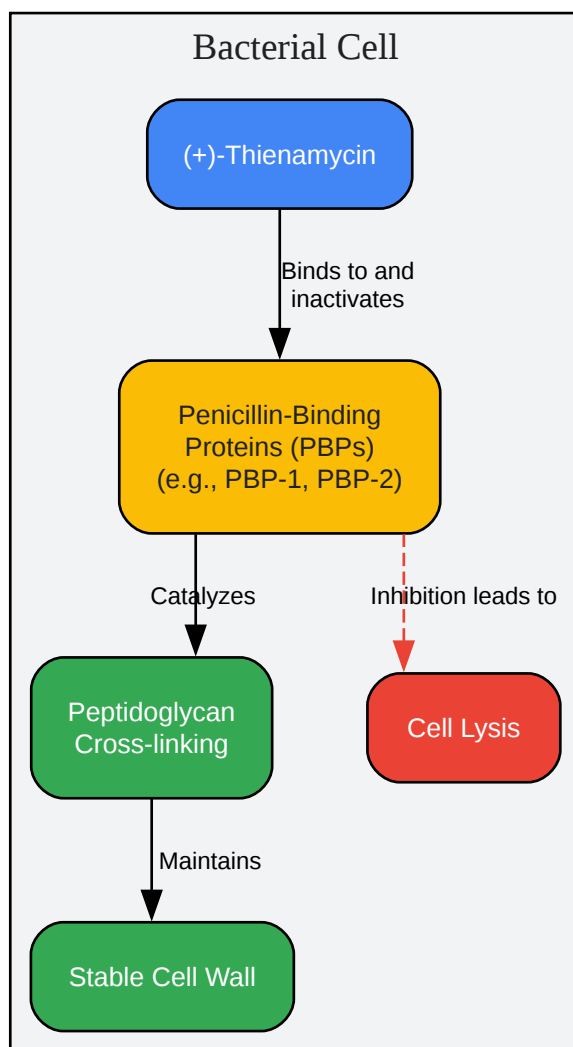 Bacterial Cell
(+)-Thienamycin
Binds to and
inactivates
Penicillin-Binding
Proteins (PBPs)
(e.g., PBP-1, PBP-2)
Catalyzes
Inhibition leads to
Peptidoglycan
Cross-linking
Cell Lysis
Maintains
Stable Cell Wall